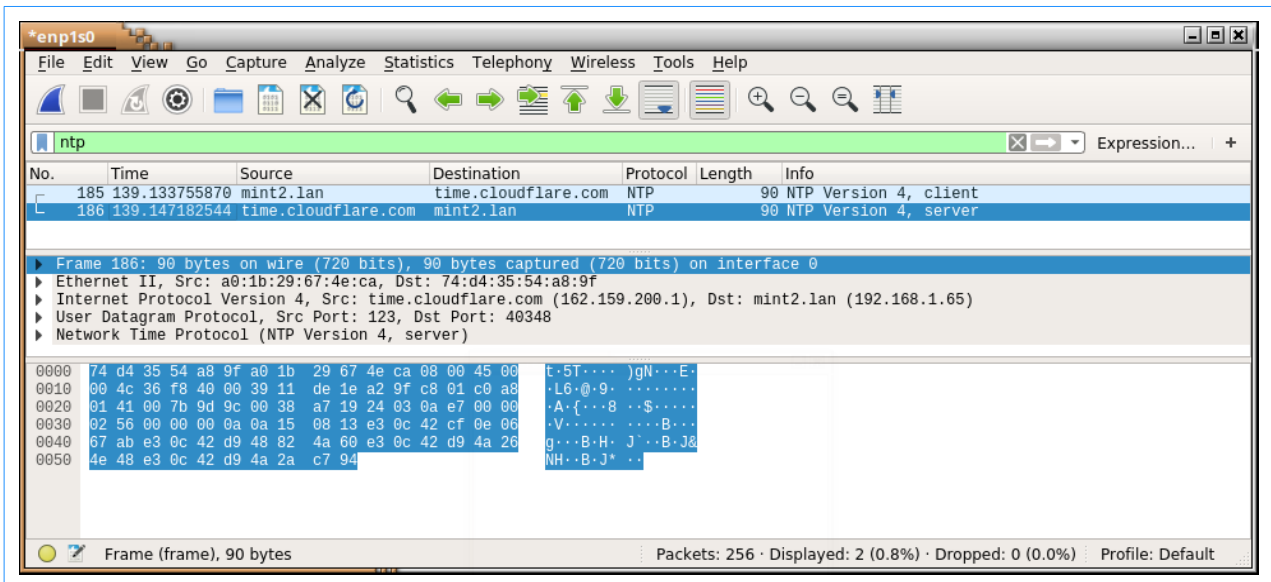 *enp1s0
File Edit View Go Capture Analyze Statistics Telephony Wireless Tools Help
ntp Expression... +
No. Time Source Destination Protocol Length Info
185 139.133755870 mint2.lan time.cloudflare.com NTP 90 NTP Version 4, client
186 139.147182544 time.cloudflare.com mint2.lan NTP 90 NTP Version 4, server
Frame 186: 90 bytes on wire (720 bits), 90 bytes captured (720 bits) on interface 0
Ethernet II, Src: a0:1b:29:67:4e:ca, Dst: 74:d4:35:54:a8:9f
Internet Protocol Version 4, Src: time.cloudflare.com (162.159.200.1), Dst: mint2.lan (192.168.1.65)
User Datagram Protocol, Src Port: 123, Dst Port: 40348
Network Time Protocol (NTP Version 4, server)
0000 74 d4 35 54 a8 9f a0 1b 29 67 4e ca 08 00 45 00 t·5T···· )gN···E·
0010 00 4c 36 f8 40 00 39 11 de 1e a2 9f c8 01 c0 a8 ·L6·@·9· ········
0020 01 41 00 7b 9d 9c 00 38 a7 19 24 03 0a e7 00 00 ·A·{···8 ··$·····
0030 02 56 00 00 00 0a 0a 15 08 13 e3 0c 42 cf 0e 06 ·V······ ····B···
0040 67 ab e3 0c 42 d9 48 82 4a 60 e3 0c 42 d9 4a 26 g···B·H· J`··B·J&
0050 4e 48 e3 0c 42 d9 4a 2a c7 94 NH··B·J* ··
Frame (frame), 90 bytes Packets: 256 · Displayed: 2 (0.8%) · Dropped: 0 (0.0%) Profile: Default